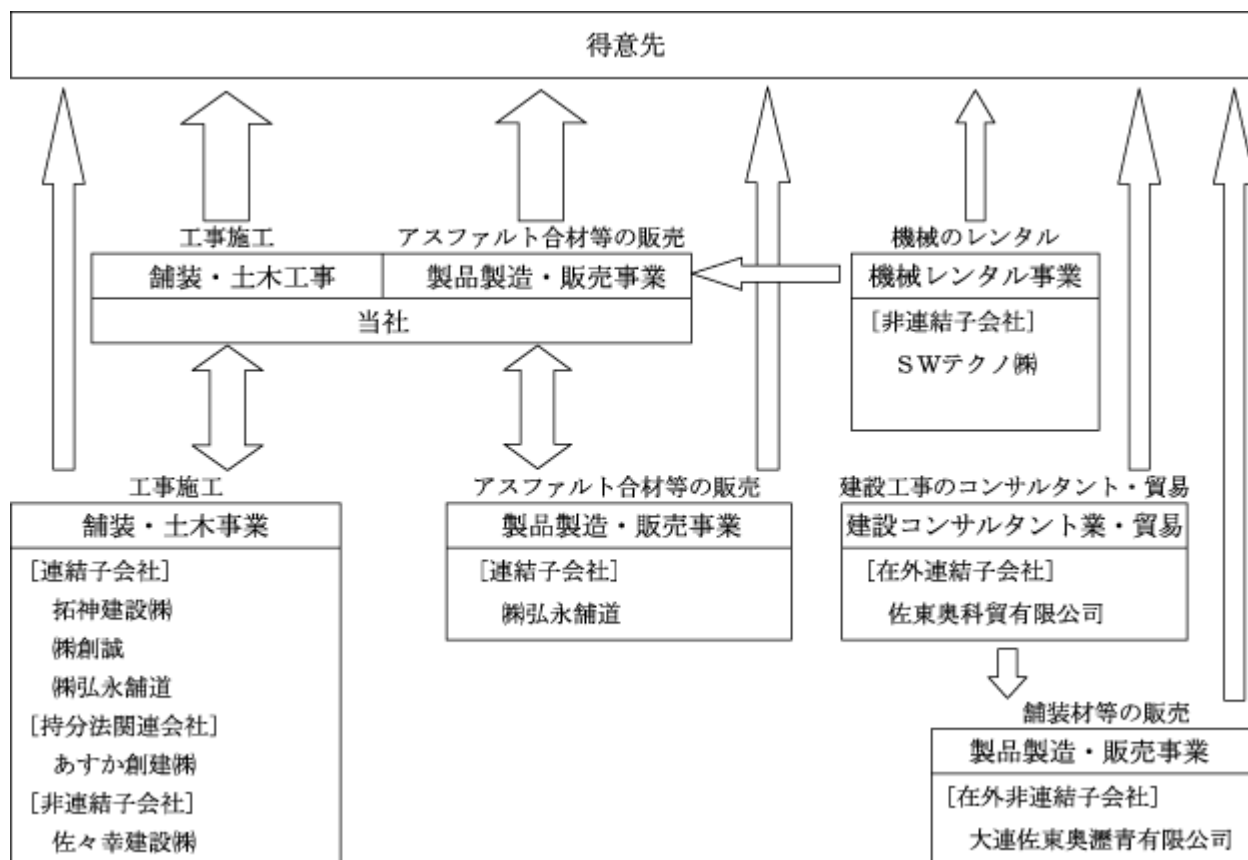 得意先
工事施工
アスファルト合材等の販売
機械のレンタル
舗装・土木工事
製品製造・販売事業
機械レンタル事業
当社
[非連結子会社]
SWテクノ㈱
工事施工
アスファルト合材等の販売
建設工事のコンサルタント・貿易
舗装・土木事業
製品製造・販売事業
建設コンサルタント業・貿易
[連結子会社]
拓神建設㈱
㈱創誠
㈱弘永舗道
[持分法関連会社]
あすか創建㈱
[非連結子会社]
佐々幸建設㈱
[連結子会社]
㈱弘永舗道
[在外連結子会社]
佐東奥科貿有限公司
舗装材等の販売
製品製造・販売事業
[在外非連結子会社]
大連佐東奥瀝青有限公司